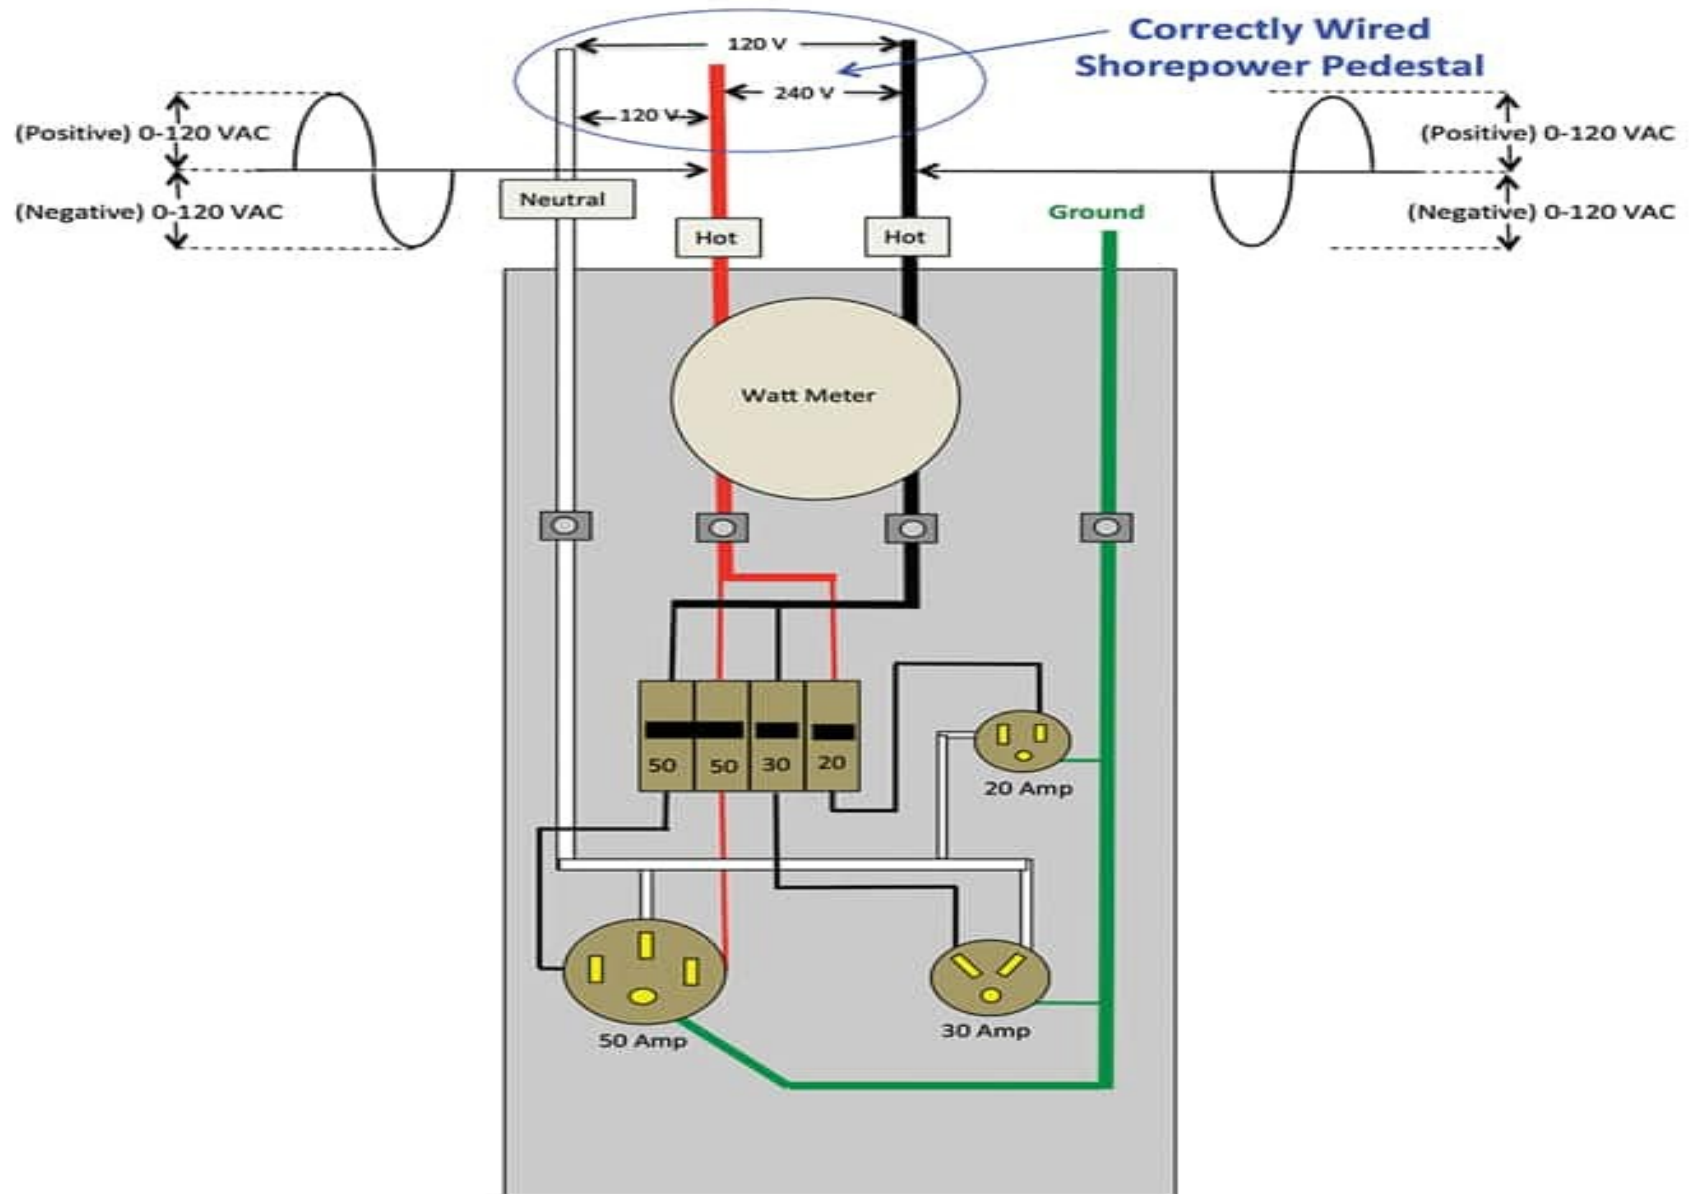 Correctly Wired
Shorepower Pedestal
120 V
240 V
120 V
(Positive) 0-120 VAC
(Negative) 0-120 VAC
(Positive) 0-120 VAC
(Negative) 0-120 VAC
Neutral
Hot
Hot
Ground
Watt Meter
50 50 30 20
20 Amp
50 Amp
30 Amp